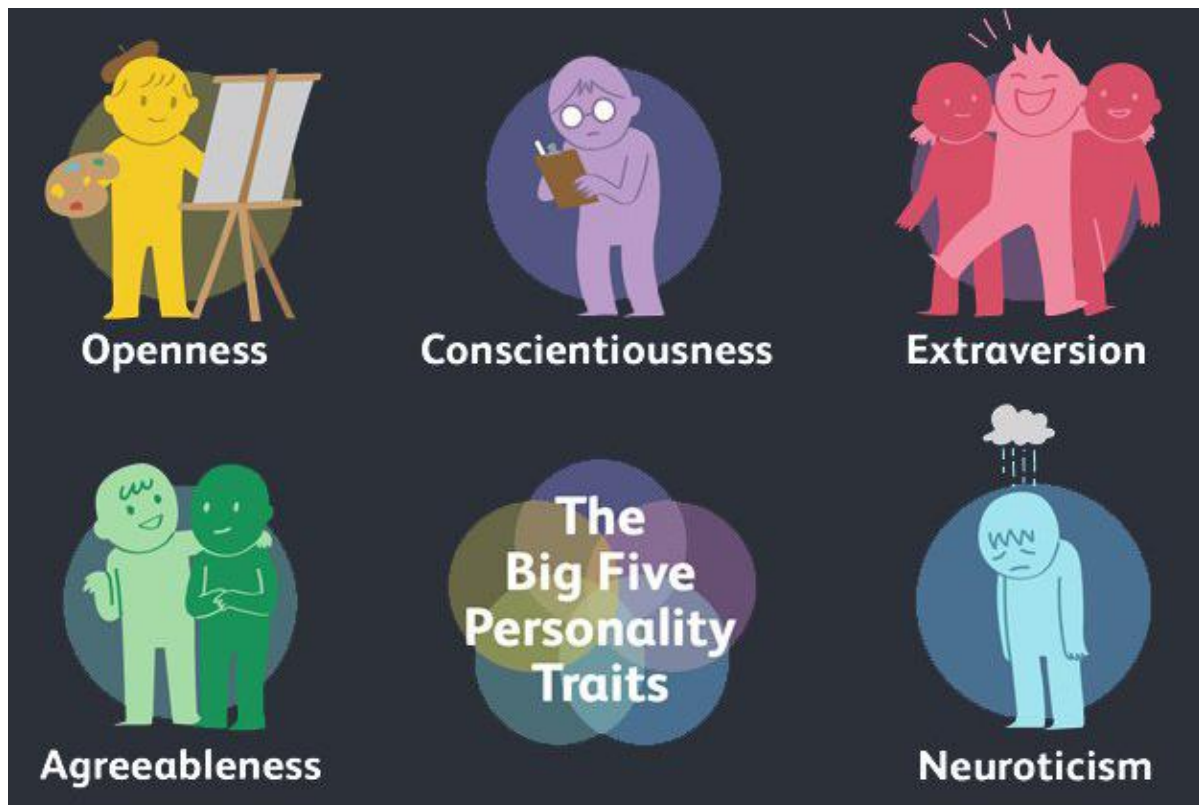 Openness
Conscientiousness
Extraversion
Agreeableness
The
Big Five
Personality
Traits
Neuroticism